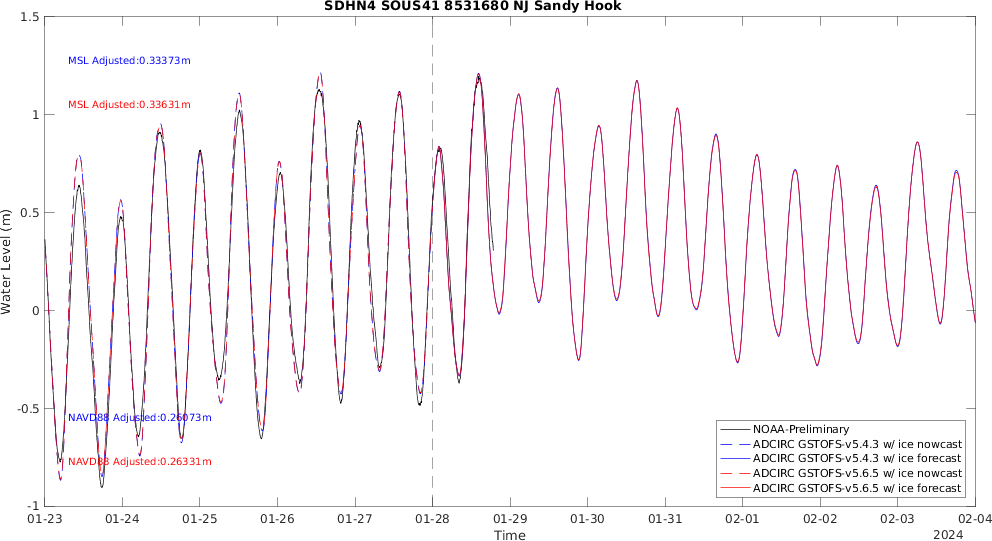 SDHN4 SOUS41 8531680 NJ Sandy Hook
1.5
1
0.5
0
-0.5
-1
Water Level (m)
MSL Adjusted:0.33373m
MSL Adjusted:0.33631m
NAVD88 Adjusted:0.26073m
NAVD88 Adjusted:0.26331m
NOAA-Preliminary
ADCIRC GSTOFS-v5.4.3 w/ ice nowcast
ADCIRC GSTOFS-v5.4.3 w/ ice forecast
ADCIRC GSTOFS-v5.6.5 w/ ice nowcast
ADCIRC GSTOFS-v5.6.5 w/ ice forecast
01-23 01-24 01-25 01-26 01-27 01-28 01-29 01-30 01-31 02-01 02-02 02-03 02-04
Time
2024